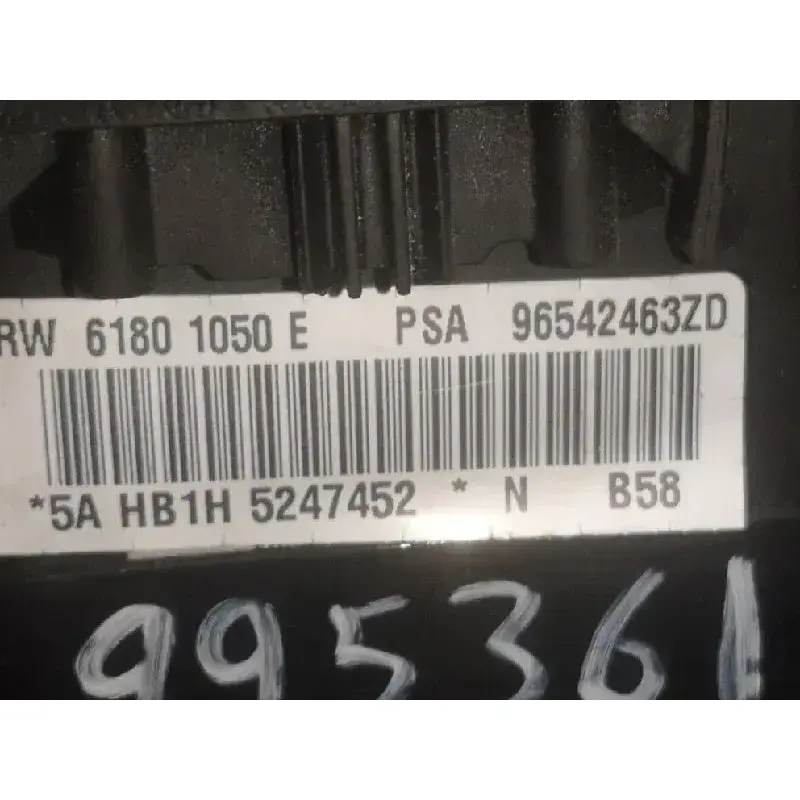 RW 6180 1050 E PSA 96542463ZD
*5A HB1H 5247452 * N B58
995361